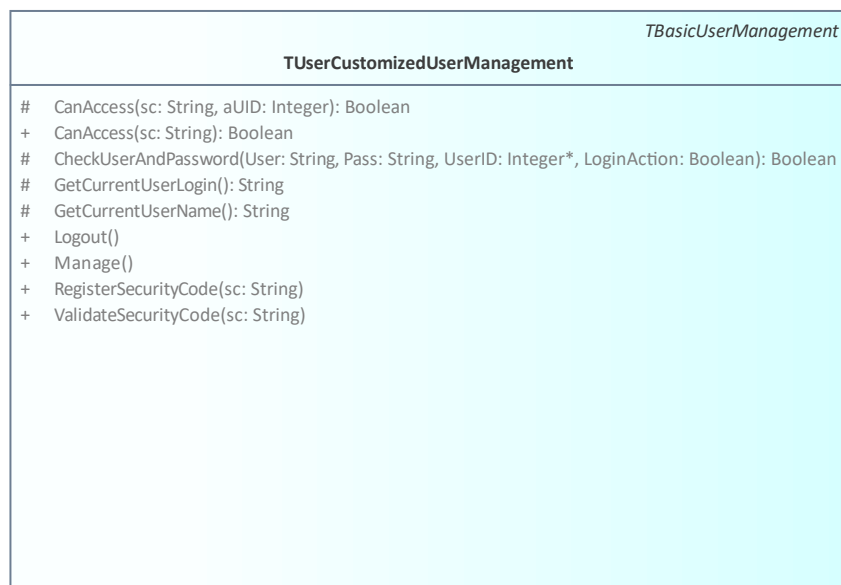 TBasicUserManagement
TUserCustomizedUserManagement
# CanAccess(sc: String, aUID: Integer): Boolean
+ CanAccess(sc: String): Boolean
# CheckUserAndPassword(User: String, Pass: String, UserID: Integer*, LoginAction: Boolean): Boolean
# GetCurrentUserLogin(): String
# GetCurrentUserName(): String
+ Logout()
+ Manage()
+ RegisterSecurityCode(sc: String)
+ ValidateSecurityCode(sc: String)